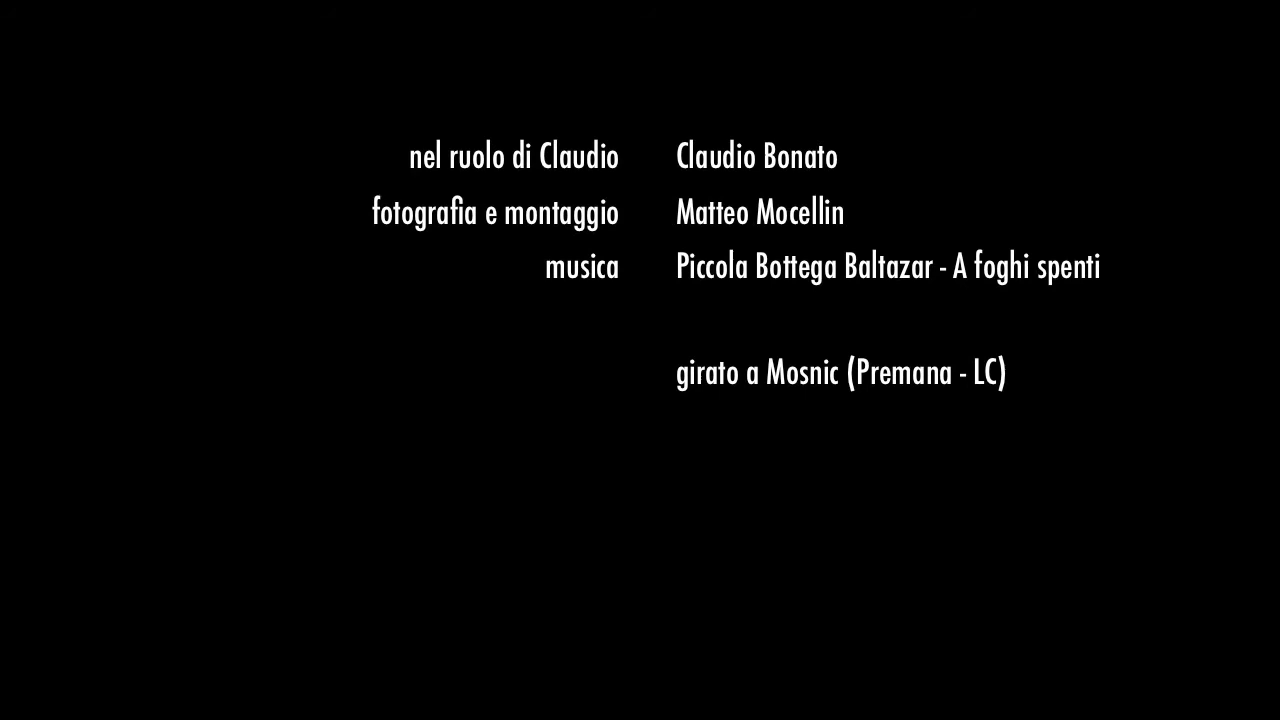 nel ruolo di Claudio Claudio Bonato
fotografia e montaggio Matteo Mocellin
musica Piccola Bottega Baltazar - A foghi spenti
girato a Mosnic (Premana - LC)